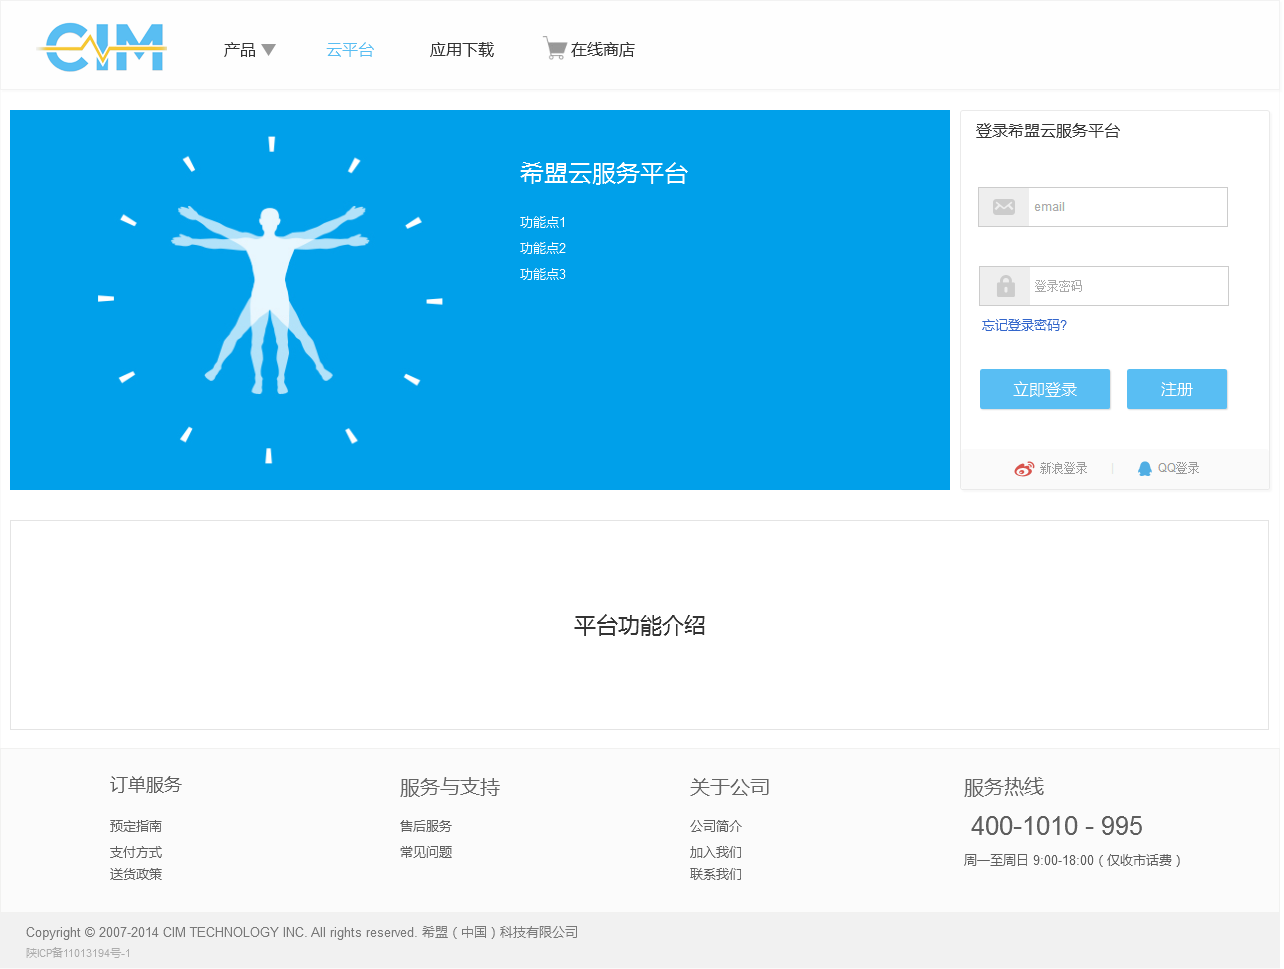 CIM
产品
云平台
应用下载
在线商店
希盟云服务平台
功能点1
功能点2
功能点3
登录希盟云服务平台
email
登录密码
忘记登录密码?
立即登录
注册
新浪登录 | QQ登录
平台功能介绍
订单服务
预定指南
支付方式
送货政策
服务与支持
售后服务
常见问题
关于公司
公司简介
加入我们
联系我们
服务热线
400-1010 - 995
周一至周日 9:00-18:00（仅收市话费）
Copyright © 2007-2014 CIM TECHNOLOGY INC. All rights reserved. 希盟（中国）科技有限公司
陕ICP备11013194号-1